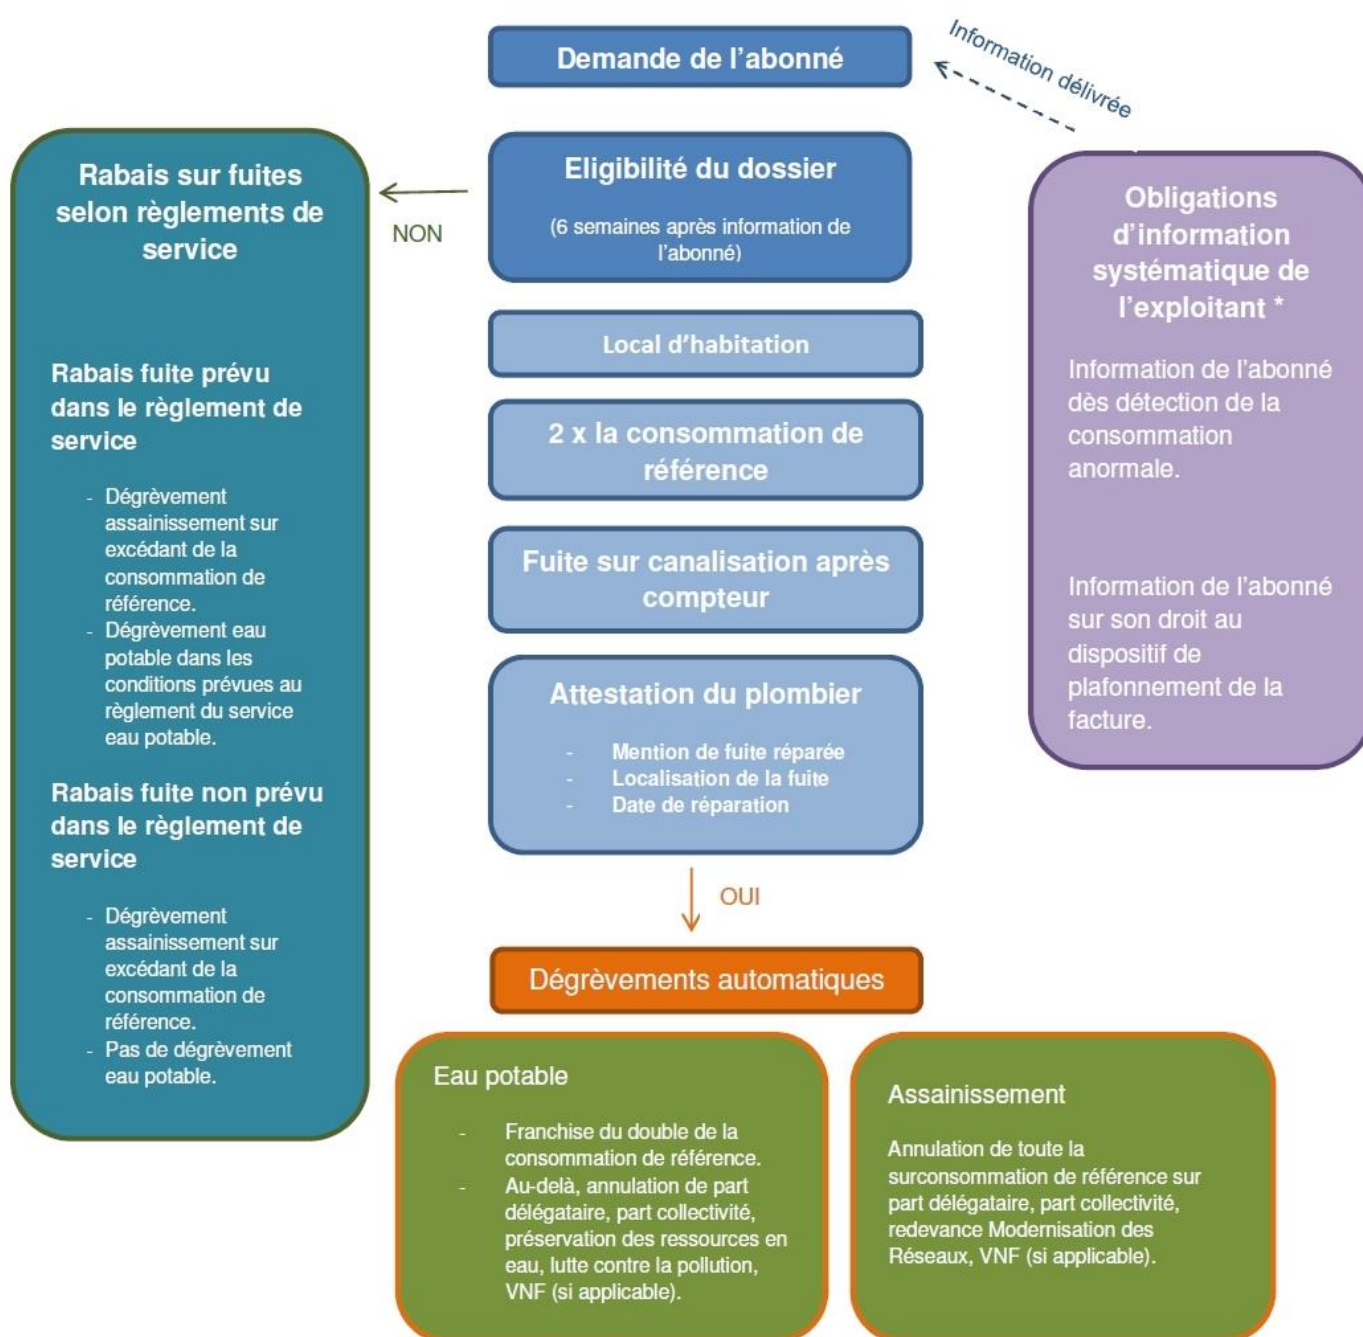 Demande de l'abonné
Information délivrée
Eligibilité du dossier
(6 semaines après information de
l'abonné)
NON
Rabais sur fuites
selon règlements de
service
Rabais fuite prévu
dans le règlement de
service
- Dégrèvement
assainissement sur
excédant de la
consommation de
référence.
- Dégrèvement eau
potable dans les
conditions prévues au
règlement du service
eau potable.
Rabais fuite non prévu
dans le règlement de
service
- Dégrèvement
assainissement sur
excédant de la
consommation de
référence.
- Pas de dégrèvement
eau potable.
Local d'habitation
2 x la consommation de
référence
Fuite sur canalisation après
compteur
Attestation du plombier
- Mention de fuite réparée
- Localisation de la fuite
- Date de réparation
OUI
Obligations
d'information
systématique de
l'exploitant *
Information de l'abonné
dès détection de la
consommation
anormale.
Information de l'abonné
sur son droit au
dispositif de
plafonnement de la
facture.
Dégrèvements automatiques
Eau potable
- Franchise du double de la
consommation de référence.
- Au-delà, annulation de part
délégataire, part collectivité,
préservation des ressources en
eau, lutte contre la pollution,
VNF (si applicable).
Assainissement
Annulation de toute la
surconsommation de référence sur
part délégataire, part collectivité,
redevance Modernisation des
Réseaux, VNF (si applicable).